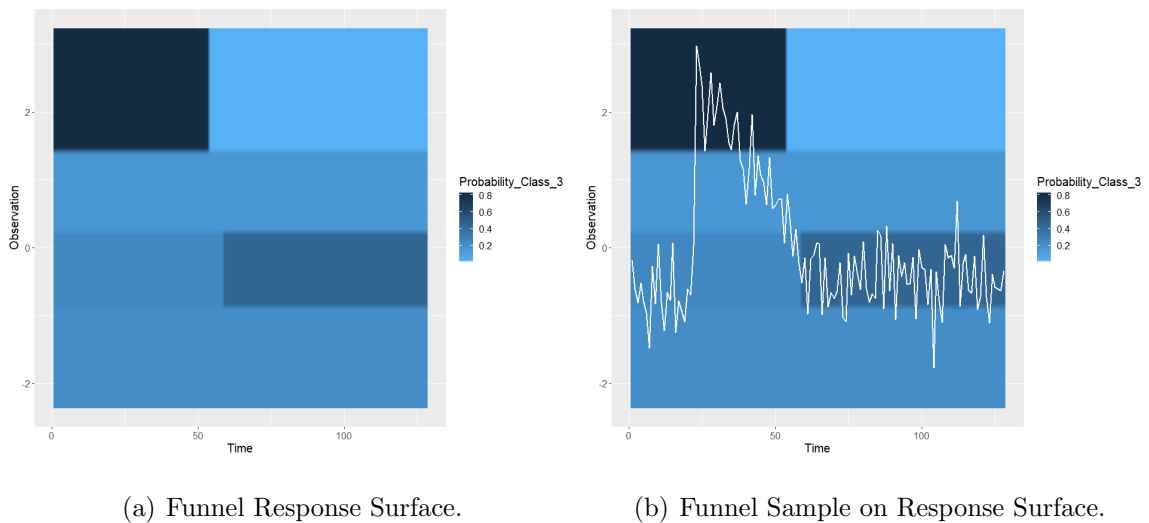 2
0
-2
Observation
0
50
100
Time
Probability_Class_3
0.8
0.6
0.4
0.2
2
0
-2
Observation
0
50
100
Time
Probability_Class_3
0.8
0.6
0.4
0.2
(a) Funnel Response Surface.
(b) Funnel Sample on Response Surface.